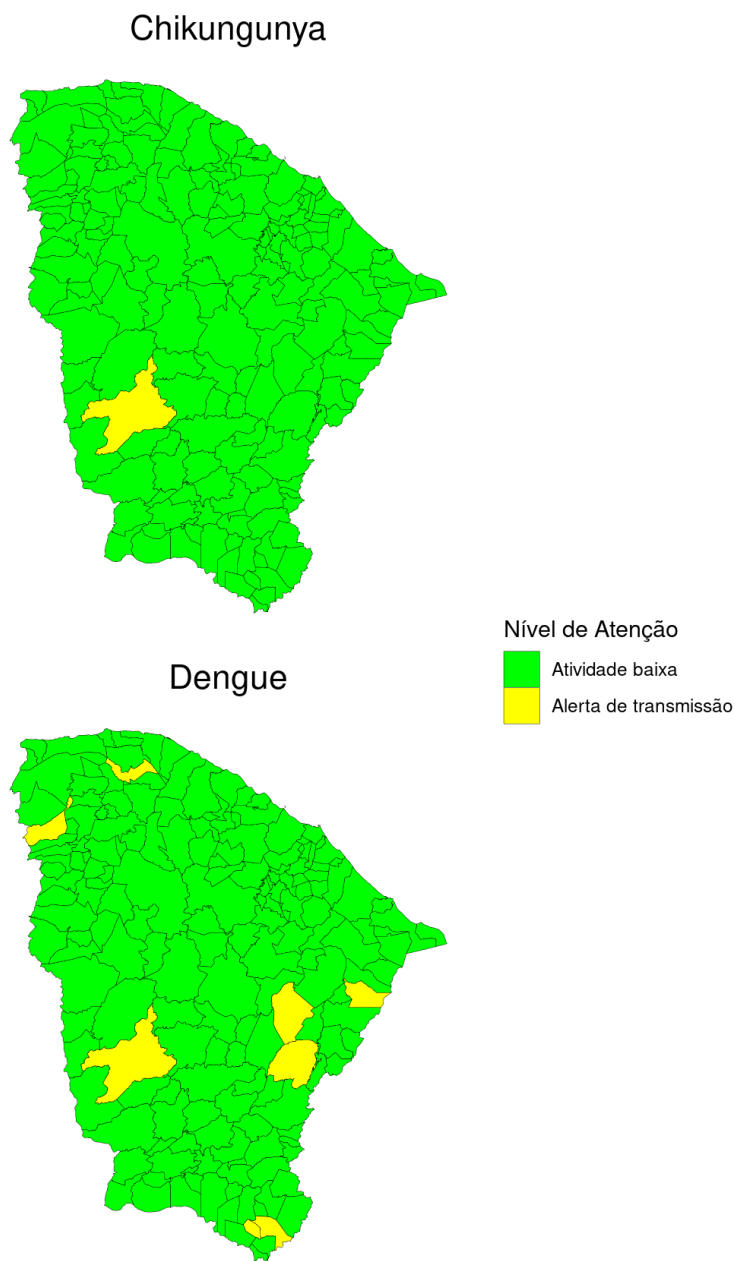 Chikungunya
Nível de Atenção
Atividade baixa
Alerta de transmissão
Dengue